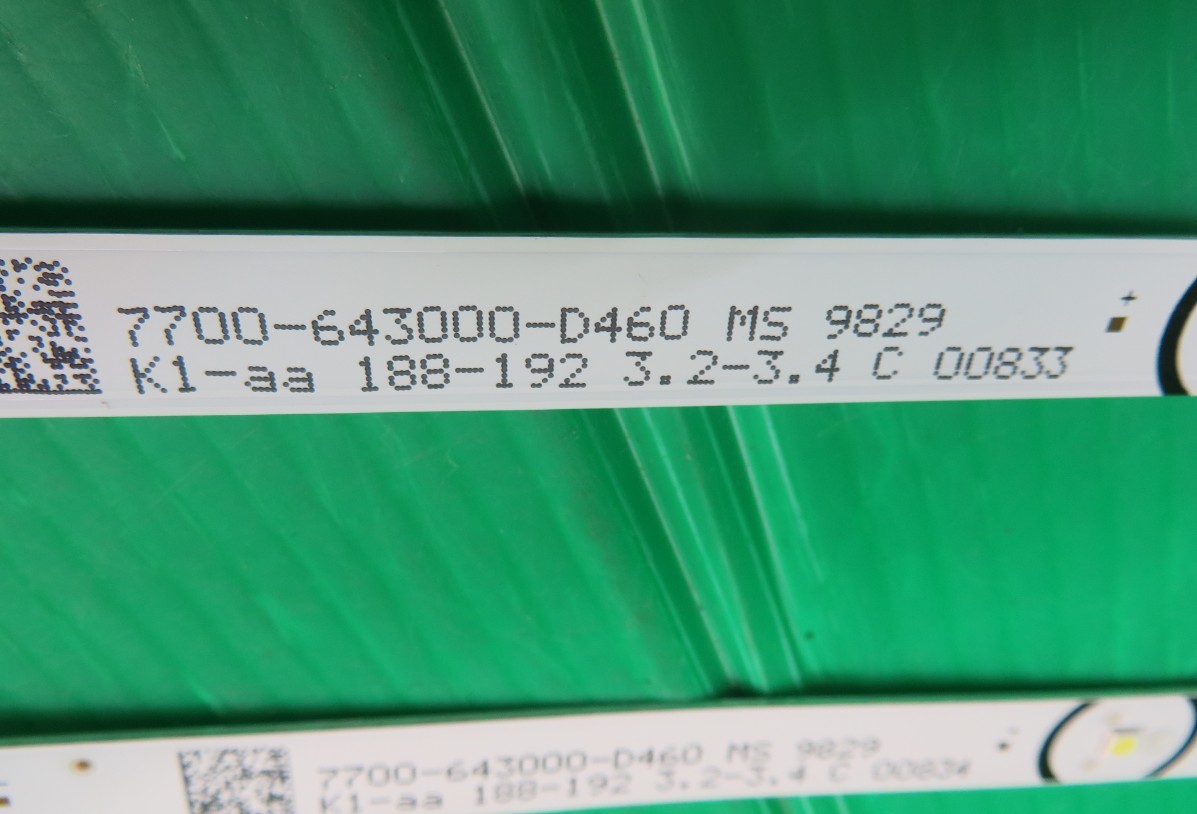 7700-643000-D460 MS 9829
K1-aa 188-192 3.2-3.4 C 00833
7700-643000-D460 MS 9829
K1-aa 188-192 3.2-3.4 C 00834